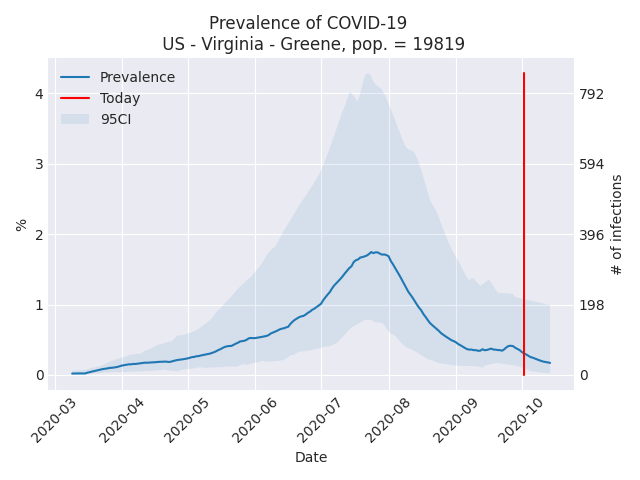 Prevalence of COVID-19
US - Virginia - Greene, pop. = 19819
Prevalence
Today
95CI
4
3
2
1
0
%
792
594
396
198
0
# of infections
2020-03
2020-04
2020-05
2020-06
2020-07
2020-08
2020-09
2020-10
Date